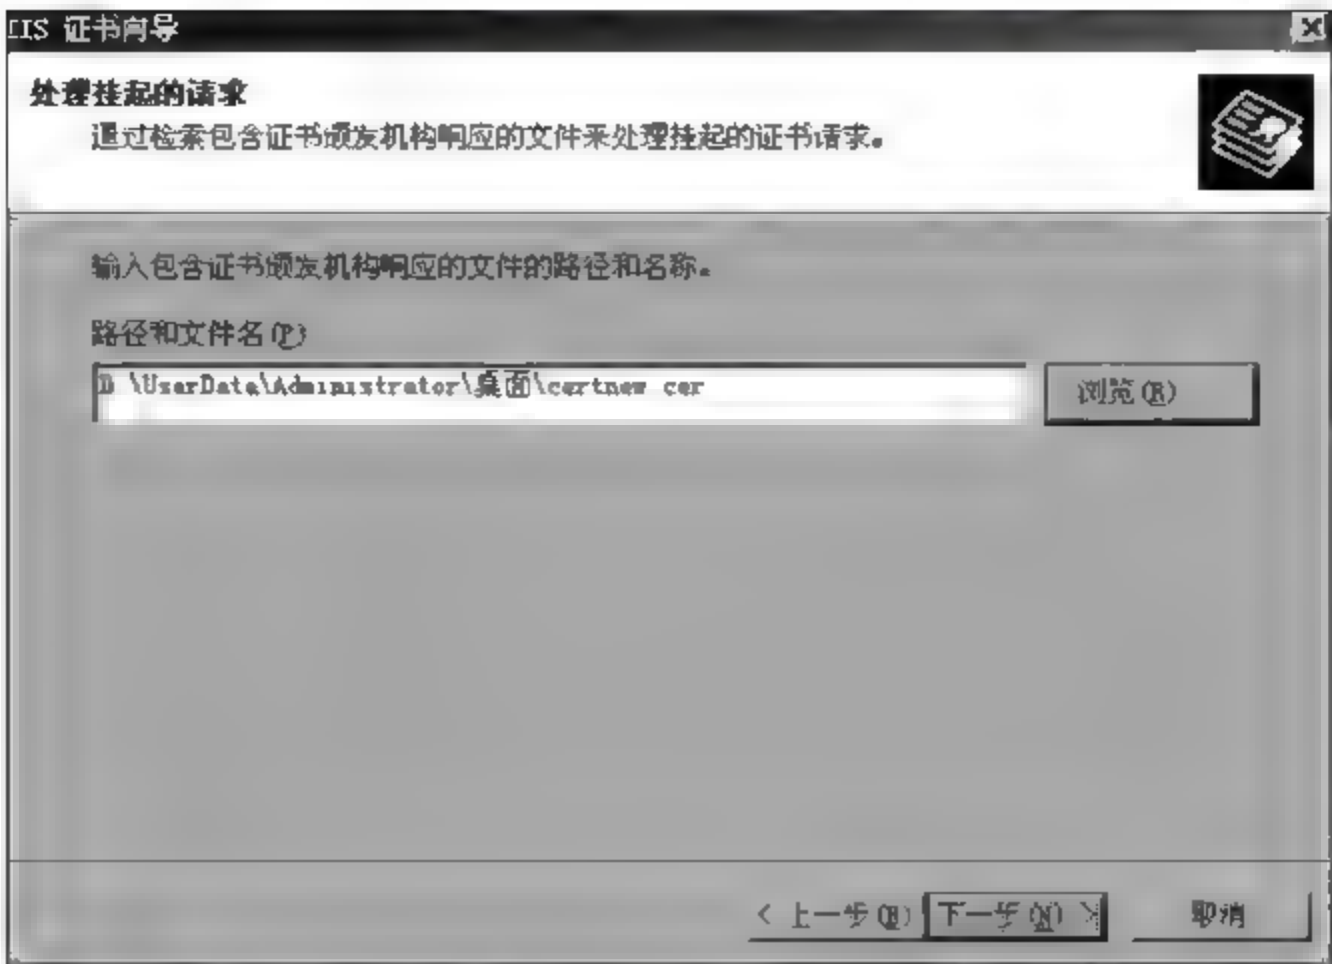 IIS 证书向导
处理挂起的请求
通过检索包含证书颁发机构响应的文件来处理挂起的证书请求。
输入包含证书颁发机构响应的文件的路径和名称。
路径和文件名(P)
D \UserData\Administrator\桌面\certnew cer
浏览(R)
< 上一步(B) 下一步(N) > 取消